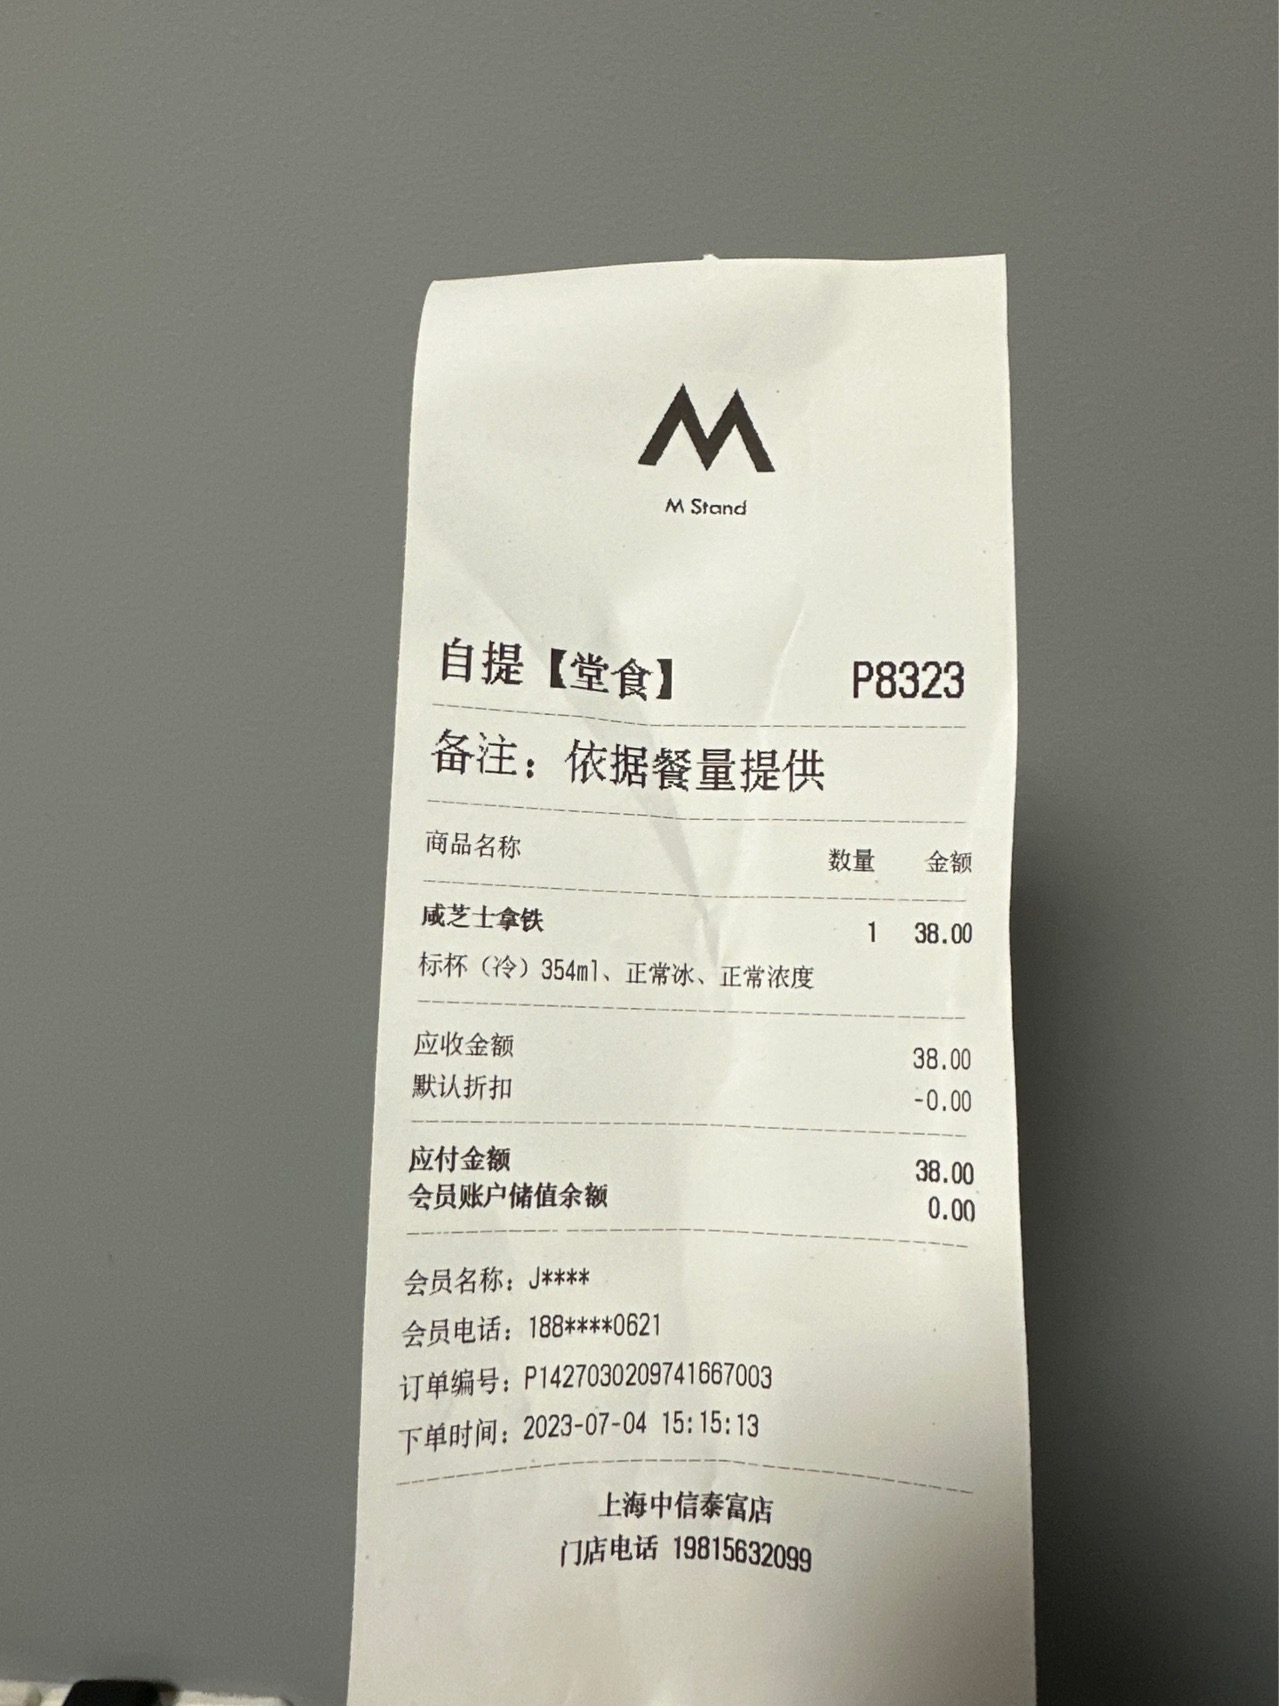 M Stand
自提【堂食】 P8323
备注：依据餐量提供
商品名称 数量 金额
咸芝士拿铁 1 38.00
标杯（冷）354ml、正常冰、正常浓度
应收金额 38.00
默认折扣 -0.00
应付金额 38.00
会员账户储值余额 0.00
会员名称：J****
会员电话：188****0621
订单编号：P1427030209741667003
下单时间：2023-07-04 15:15:13
上海中信泰富店
门店电话 19815632099